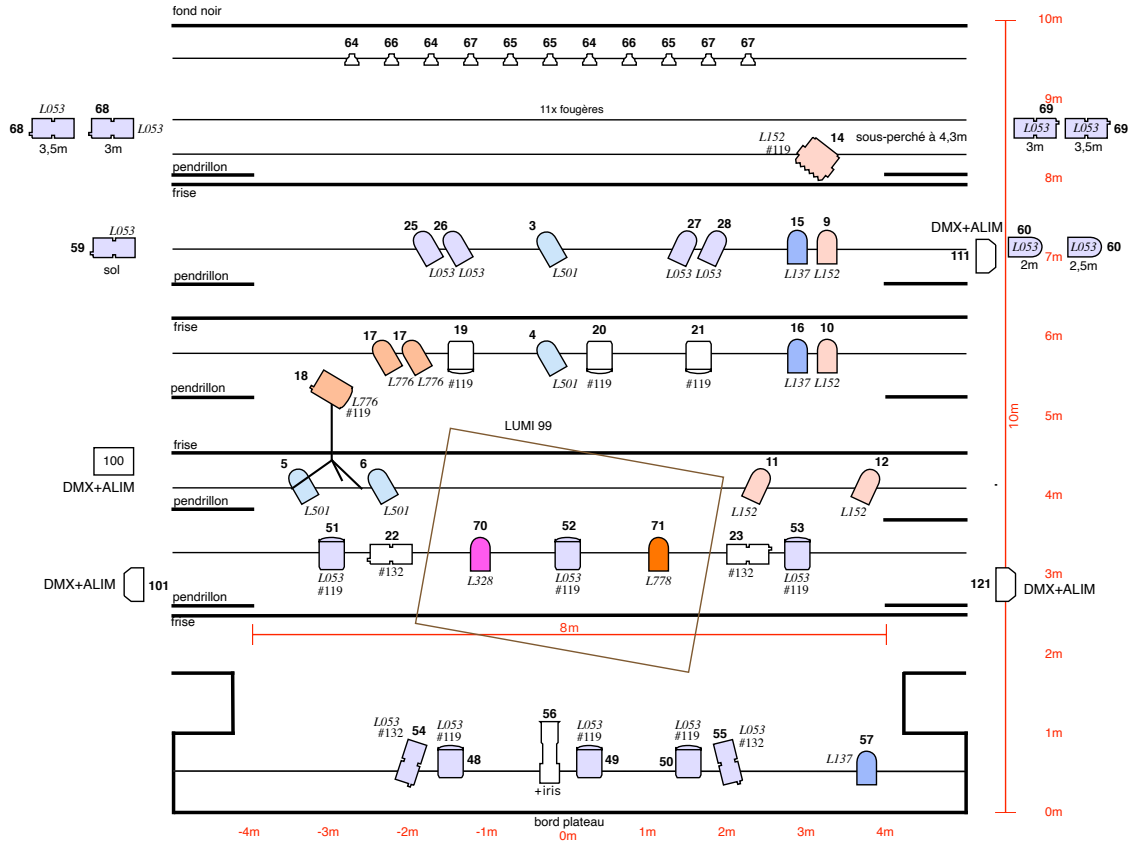 fond noir
10m
64 66 64 67 65 65 64 66 65 67 67
9m
11x fougères
L053 68
68 L053
3,5m 3m
L152 14 sous-perché à 4,3m
#119
69
L053 L053 69
3m 3,5m
pendrillon
8m
frise
L053
59
sol
25 26 3 27 28 15 9
L053 L053 L501 L053 L053 L137 L152
DMX+ALIM
111
60
L053 L053 60
2m 2,5m
7m
pendrillon
frise
6m
17 17 19 4 20 21 16 10
L776 L776 #119 L501 #119 #119 L137 L152
18
L776
#119
pendrillon
5m
10m
LUMI 99
frise
100
DMX+ALIM
5 6 11 12
L501 L501 L152 L152
4m
pendrillon
51 22 70 52 71 23 53
L053 #132 L328 L053 L778 #132 L053
#119 #119 #119
DMX+ALIM 101
3m
121 DMX+ALIM
pendrillon
frise
8m
2m
L053 54 L053 56 L053 L053 L053
#132 #119 #119 #119 55 #132
1m
48 49 50 L137 57
+iris
bord plateau
0m
-4m -3m -2m -1m 0m 1m 2m 3m 4m